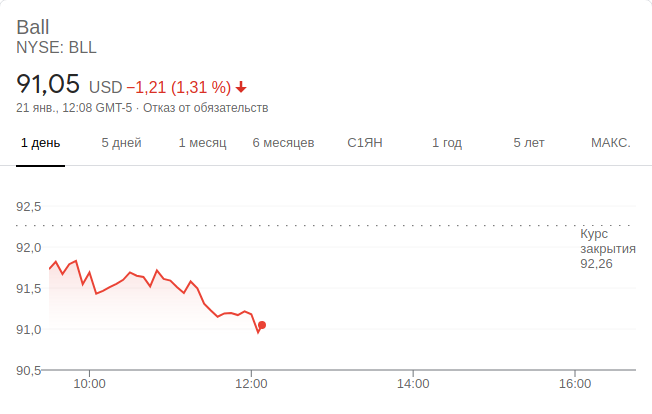 Ball
NYSE: BLL
91,05 USD −1,21 (1,31 %)
21 янв., 12:08 GMT-5 · Отказ от обязательств
1 день 5 дней 1 месяц 6 месяцев С1ЯН 1 год 5 лет МАКС.
92,5
Курс
закрытия
92,26
92,0
91,5
91,0
90,5
10:00 12:00 14:00 16:00